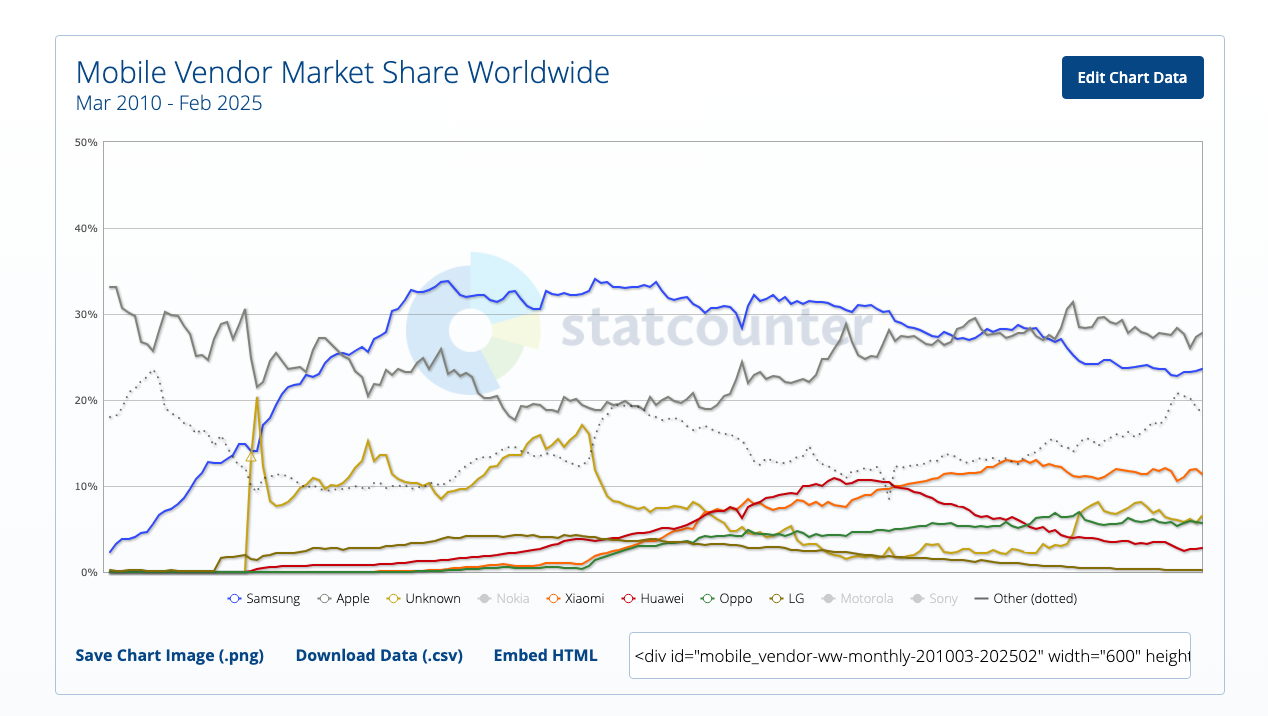 Mobile Vendor Market Share Worldwide
Mar 2010 - Feb 2025
Edit Chart Data
50%
40%
30%
20%
10%
0%
statcounter
Samsung Apple Unknown Nokia Xiaomi Huawei Oppo LG Motorola Sony Other (dotted)
Save Chart Image (.png) Download Data (.csv) Embed HTML <div id="mobile_vendor-ww-monthly-201003-202502" width="600" height